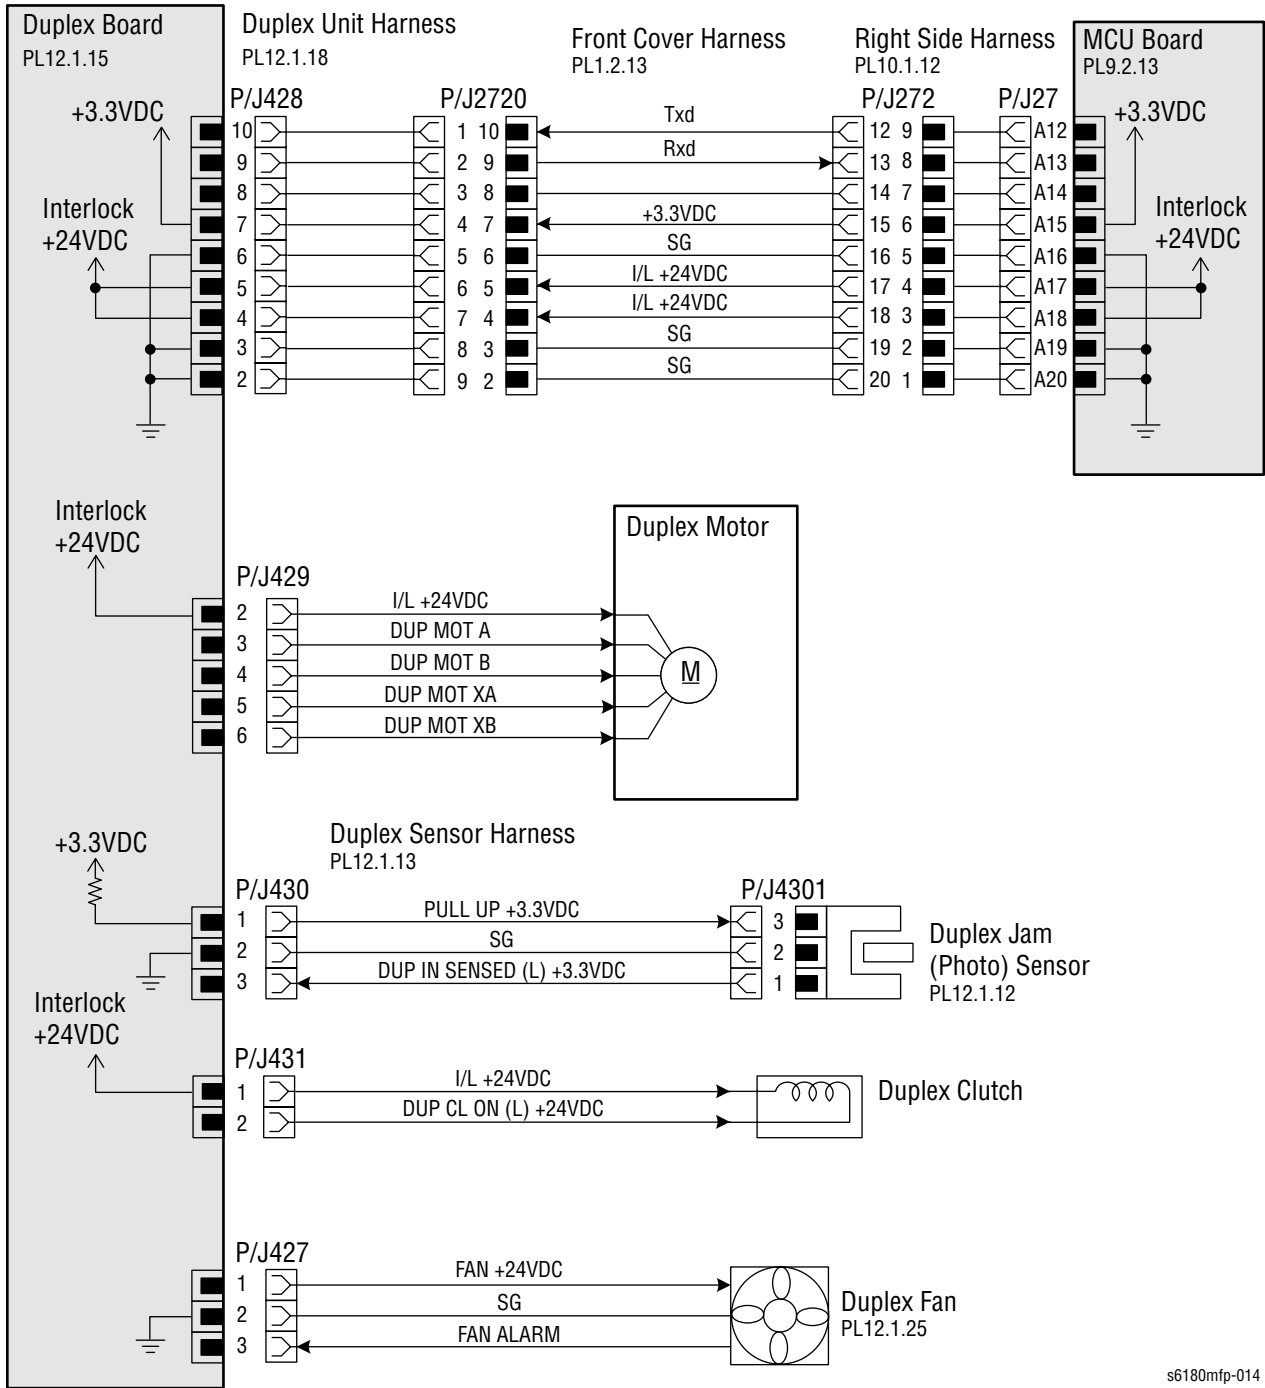 Duplex Board
PL12.1.15
Duplex Unit Harness
PL12.1.18
Front Cover Harness
PL1.2.13
Right Side Harness
PL10.1.12
MCU Board
PL9.2.13
P/J428 P/J2720 P/J272 P/J27
+3.3VDC
+3.3VDC
Interlock
+24VDC
Interlock
+24VDC
10 1 10 Txd 12 9 A12
9 2 9 Rxd 13 8 A13
8 3 8 14 7 A14
7 4 7 +3.3VDC 15 6 A15
6 5 6 SG 16 5 A16
5 6 5 I/L +24VDC 17 4 A17
4 7 4 I/L +24VDC 18 3 A18
3 8 3 SG 19 2 A19
2 9 2 SG 20 1 A20
Interlock
+24VDC
P/J429
Duplex Motor
2 I/L +24VDC
3 DUP MOT A
4 DUP MOT B
5 DUP MOT XA
6 DUP MOT XB
M
Duplex Sensor Harness
PL12.1.13
+3.3VDC
P/J430 P/J4301
1 PULL UP +3.3VDC 3
2 SG 2
3 DUP IN SENSED (L) +3.3VDC 1
Duplex Jam
(Photo) Sensor
PL12.1.12
Interlock
+24VDC
P/J431
1 I/L +24VDC
2 DUP CL ON (L) +24VDC
Duplex Clutch
P/J427
1 FAN +24VDC
2 SG
3 FAN ALARM
Duplex Fan
PL12.1.25
s6180mfp-014